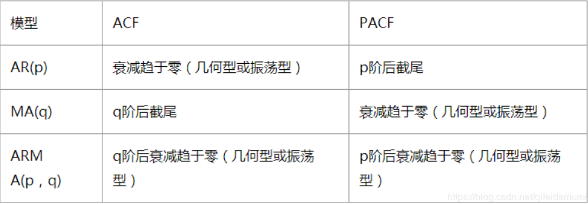 模型 ACF PACF
AR(p) 衰减趋于零（几何型或振荡型） p阶后截尾
MA(q) q阶后截尾 衰减趋于零（几何型或振荡型）
ARM q阶后衰减趋于零（几何型或振荡 p阶后衰减趋于零（几何型或振荡
A(p，q) 型） 型）